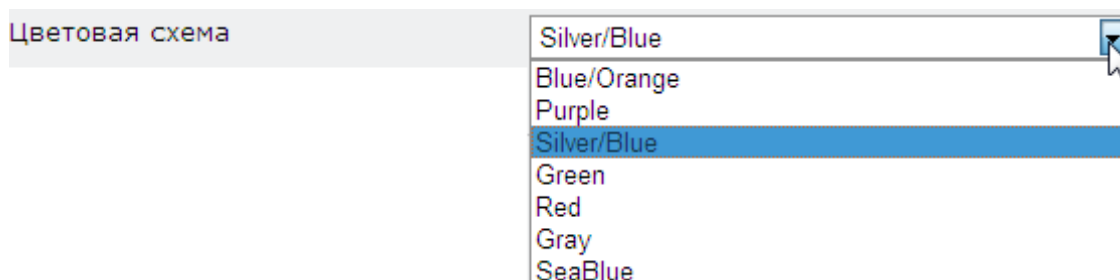 Цветовая схема
Silver/Blue
Blue/Orange
Purple
Silver/Blue
Green
Red
Gray
SeaBlue